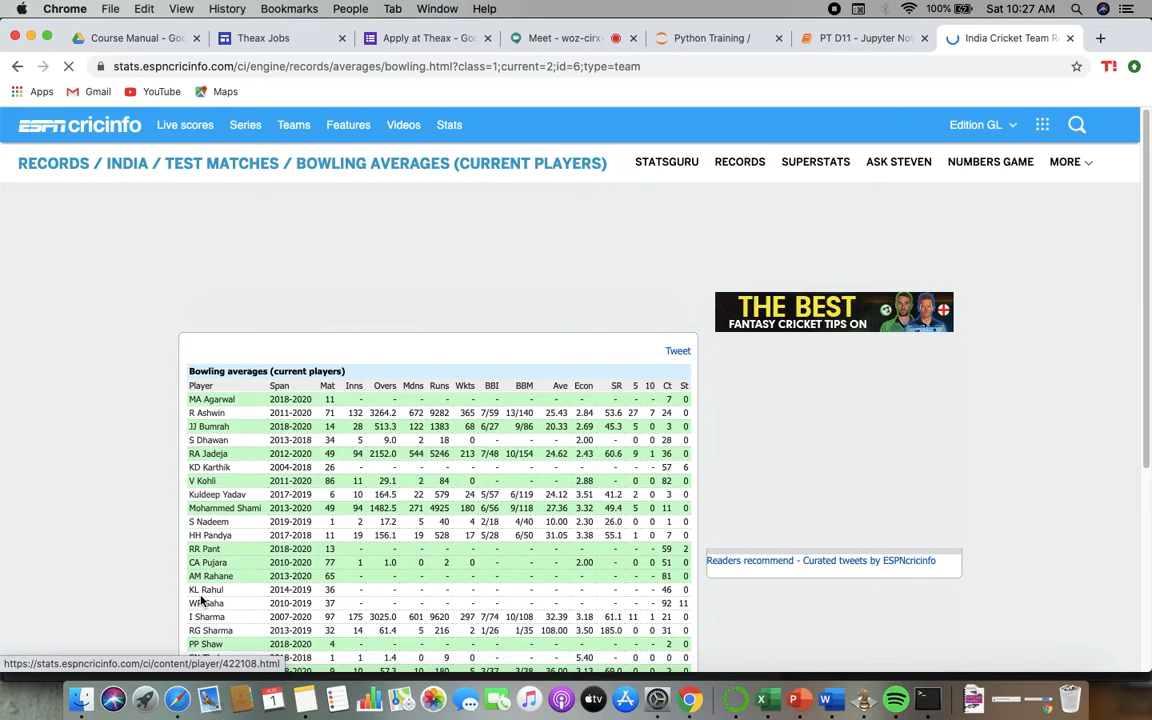 Chrome File Edit View History Bookmarks People Tab Window Help 100% Sat 10:27 AM
Course Manual - Goo Theax Jobs Apply at Theax - Goo Meet - woz-cirx- Python Training / PT D11 - Jupyter Not India Cricket Team R
stats.espncricinfo.com/ci/engine/records/averages/bowling.html?class=1;current=2;id=6;type=team
Apps Gmail YouTube Maps
ESPN cricinfo Live scores Series Teams Features Videos Stats Edition GL
RECORDS / INDIA / TEST MATCHES / BOWLING AVERAGES (CURRENT PLAYERS) STATSGURU RECORDS SUPERSTATS ASK STEVEN NUMBERS GAME MORE
THE BEST
FANTASY CRICKET TIPS ON
Tweet
Bowling averages (current players)
Player Span Mat Inns Overs Mdns Runs Wkts BBI BBM Ave Econ SR 5 10 Ct St
MA Agarwal 2018-2020 11 - - - - - - - - - - - - 7 0
R Ashwin 2011-2020 71 132 3264.2 672 9282 365 7/59 13/140 25.43 2.84 53.6 27 7 24 0
JJ Bumrah 2018-2020 14 28 513.3 122 1383 68 6/27 9/86 20.33 2.69 45.3 5 0 3 0
S Dhawan 2013-2018 34 5 9.0 2 18 0 - - - 2.00 - 0 0 28 0
RA Jadeja 2012-2020 49 94 2152.0 544 5246 213 7/48 10/154 24.62 2.43 60.6 9 1 36 0
KD Karthik 2004-2018 26 - - - - - - - - - - - - 57 6
V Kohli 2011-2020 86 11 29.1 2 84 0 - - - 2.88 - 0 0 82 0
Kuldeep Yadav 2017-2019 6 10 164.5 22 579 24 5/57 6/119 24.12 3.51 41.2 2 0 3 0
Mohammed Shami 2013-2020 49 94 1482.5 271 4925 180 6/56 9/118 27.36 3.32 49.4 5 0 11 0
S Nadeem 2019-2019 1 2 17.2 5 40 4 2/18 4/40 10.00 2.30 26.0 0 0 1 0
HH Pandya 2017-2018 11 19 156.1 19 528 17 5/28 6/50 31.05 3.38 55.1 1 0 7 0
RR Pant 2018-2020 13 - - - - - - - - - - - - 59 2
CA Pujara 2010-2020 77 1 1.0 0 2 0 - - - 2.00 - 0 0 51 0
AM Rahane 2013-2020 65 - - - - - - - - - - - - 81 0
KL Rahul 2014-2019 36 - - - - - - - - - - - - 46 0
WP Saha 2010-2019 37 - - - - - - - - - - - - 92 11
I Sharma 2007-2020 97 175 3025.0 601 9620 297 7/74 10/108 32.39 3.18 61.1 11 1 21 0
RG Sharma 2013-2019 32 14 61.4 5 216 2 1/26 1/35 108.00 3.50 185.0 0 0 31 0
PP Shaw 2018-2020 4 - - - - - - - - - - - - 2 0
2018-2018 1 1 1.4 0 9 0 - - - 5.40 - 0 0 0 0
Readers recommend - Curated tweets by ESPNcricinfo
https://stats.espncricinfo.com/ci/content/player/422108.html